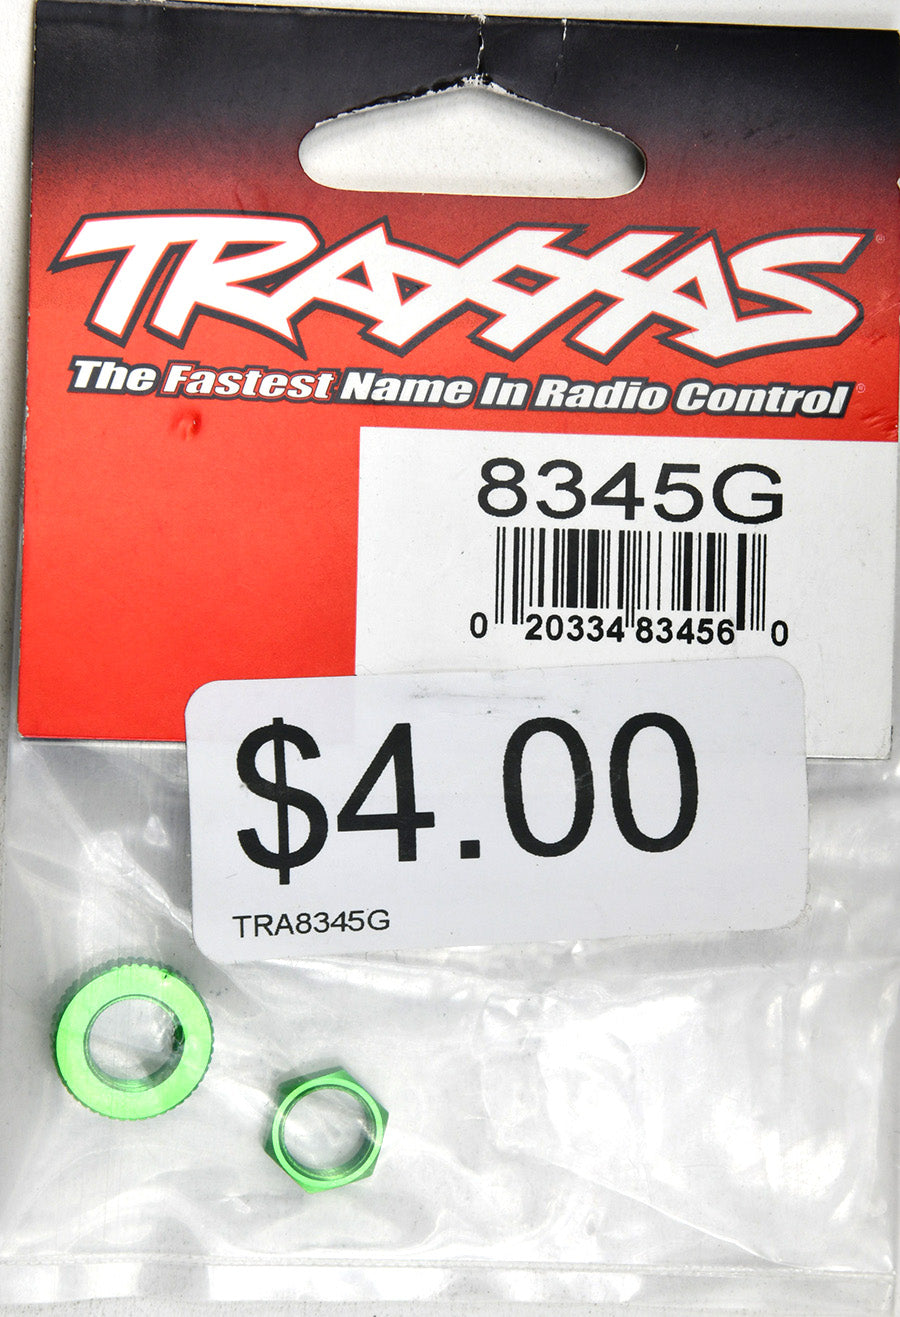 TRAXXAS®
The Fastest Name In Radio Control®
8345G
0 20334 83456 0
$4.00
TRA8345G